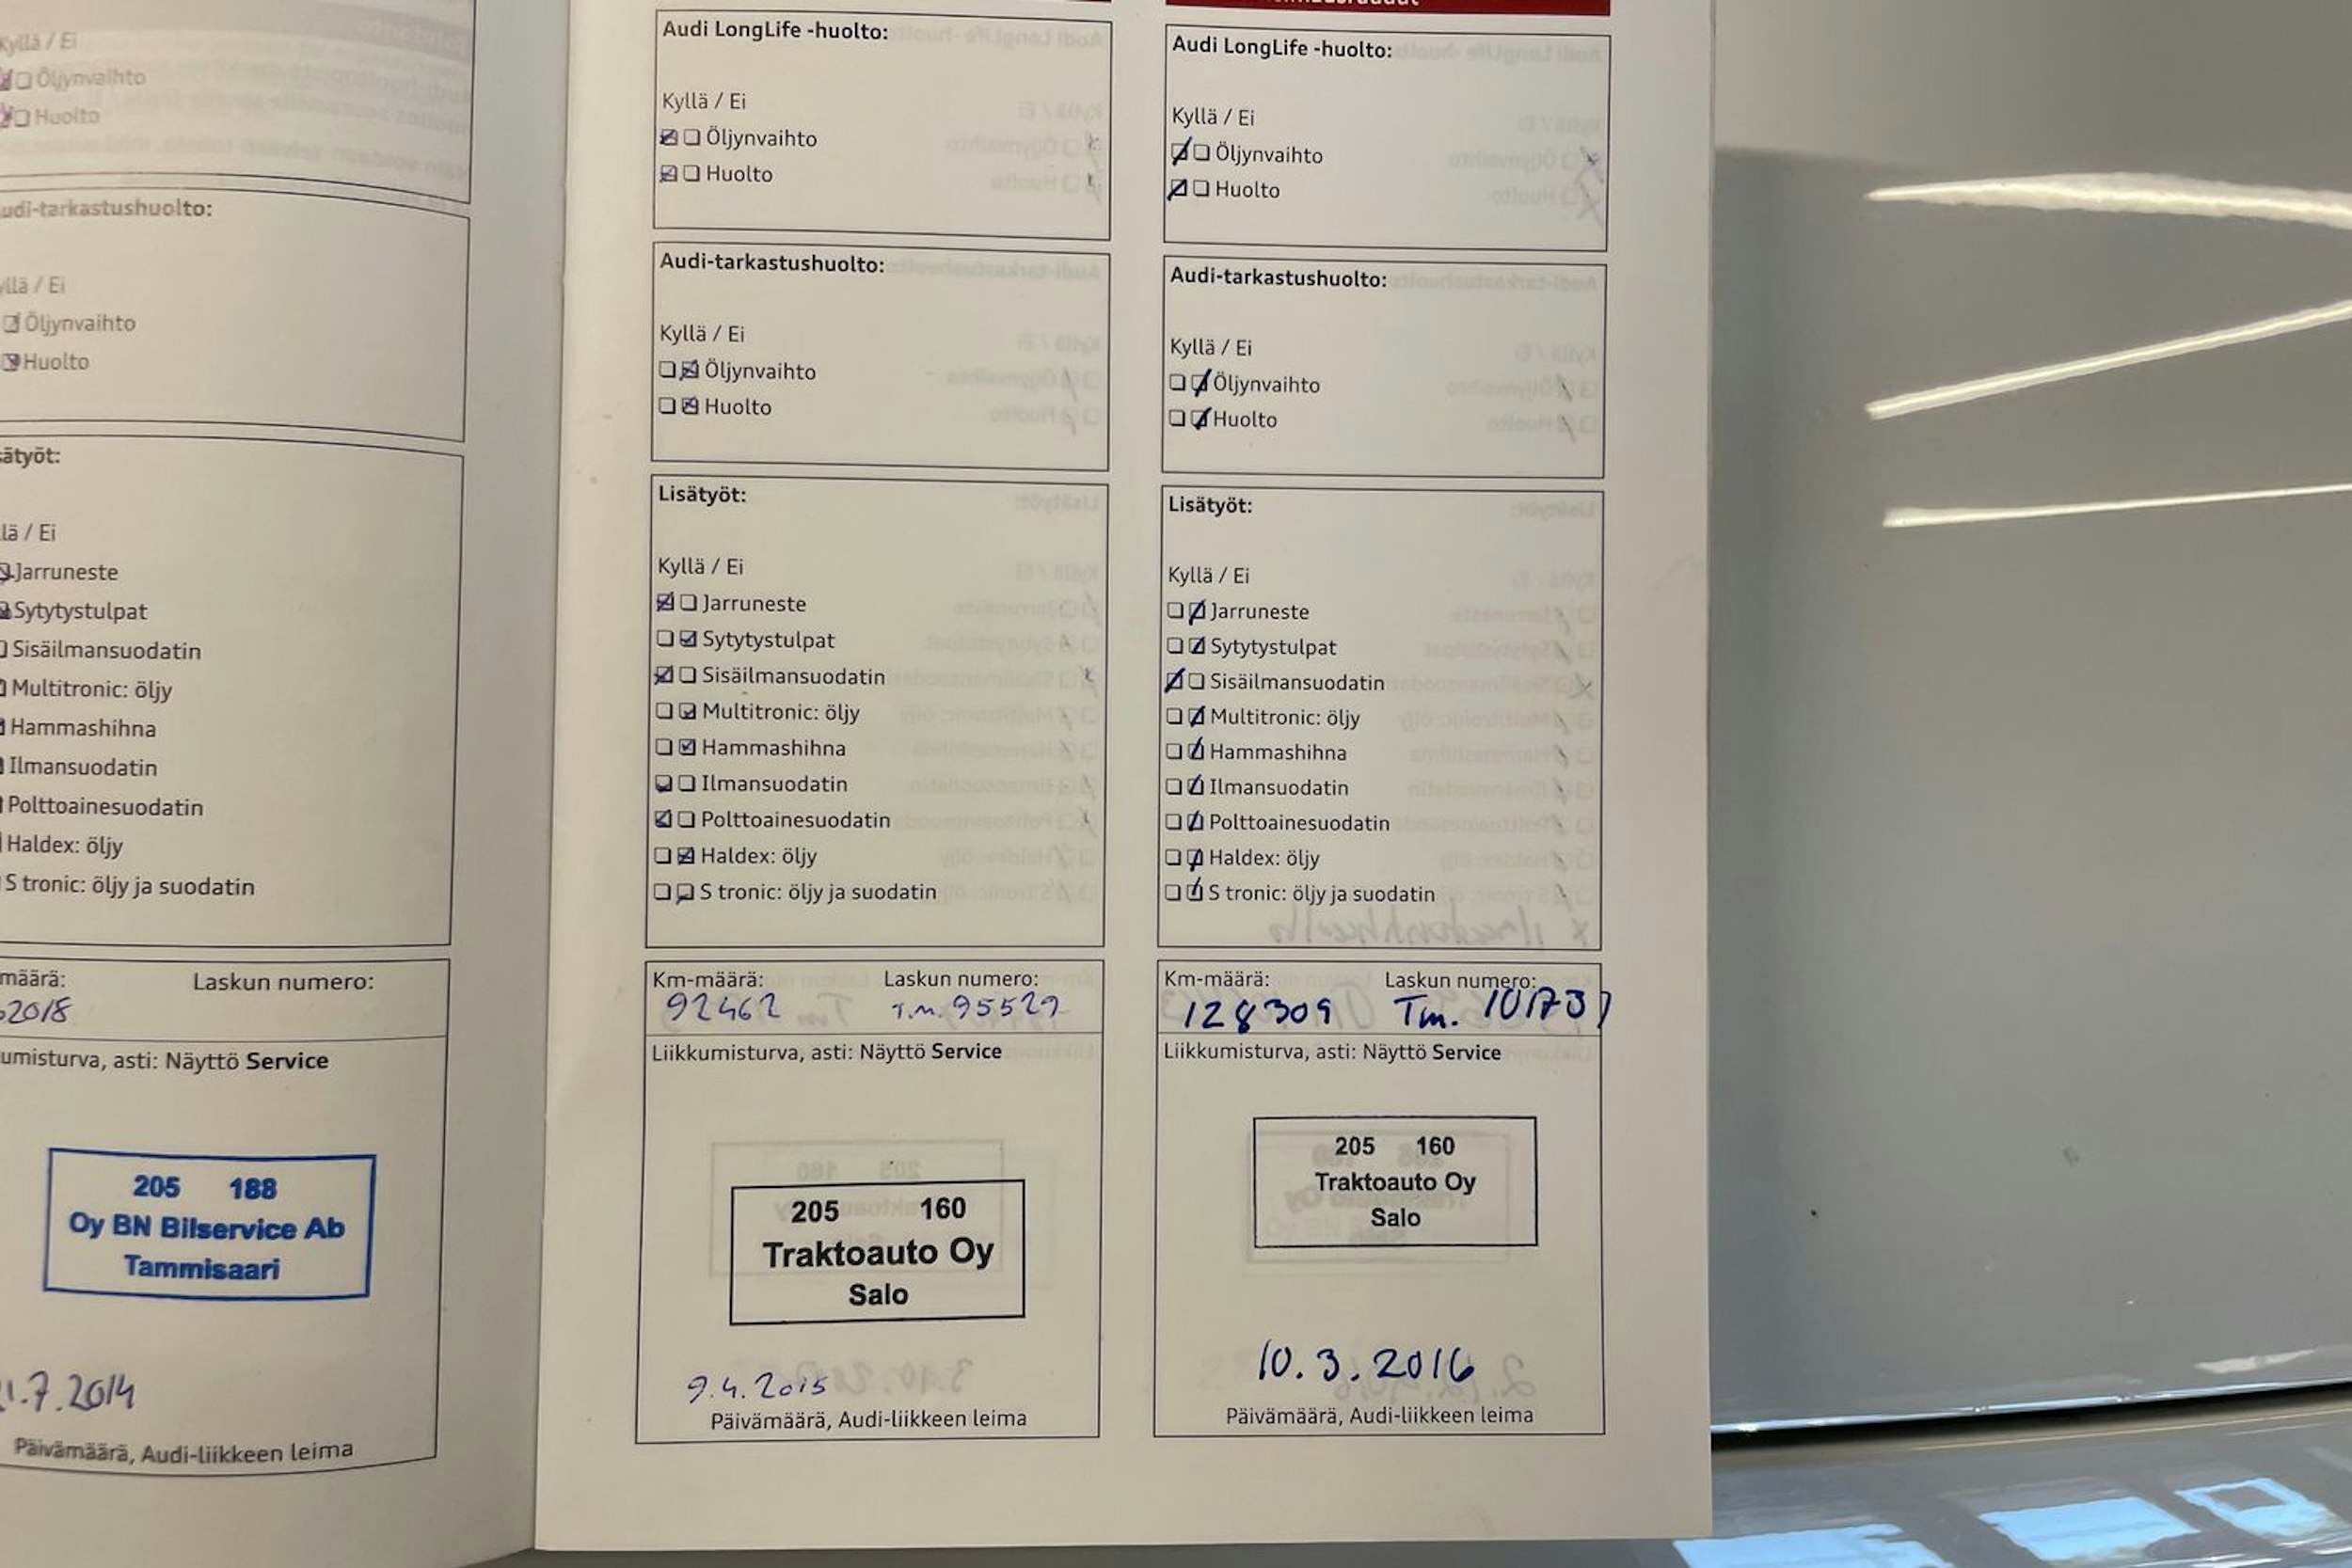 Kyllä / Ei
Öljynvaihto
Huolto
udi-tarkastushuolto:
yllä / Ei
Öljynvaihto
Huolto
sätyöt:
llä / Ei
Jarruneste
Sytytystulpat
Sisäilmansuodatin
Multitronic: öljy
Hammashihna
Ilmansuodatin
Polttoainesuodatin
Haldex: öljy
S tronic: öljy ja suodatin
määrä: Laskun numero:
2018
umisturva, asti: Näyttö Service
205 188
Oy BN Bilservice Ab
Tammisaari
1.7.2014
Päivämäärä, Audi-liikkeen leima
Audi LongLife -huolto:
Kyllä / Ei
Öljynvaihto
Huolto
Audi-tarkastushuolto:
Kyllä / Ei
Öljynvaihto
Huolto
Lisätyöt:
Kyllä / Ei
Jarruneste
Sytytystulpat
Sisäilmansuodatin
Multitronic: öljy
Hammashihna
Ilmansuodatin
Polttoainesuodatin
Haldex: öljy
S tronic: öljy ja suodatin
Km-määrä: Laskun numero:
92462 T.m. 95529
Liikkumisturva, asti: Näyttö Service
205 160
Traktoauto Oy
Salo
9.4.2015
Päivämäärä, Audi-liikkeen leima
Audi LongLife -huolto:
Kyllä / Ei
Öljynvaihto
Huolto
Audi-tarkastushuolto:
Kyllä / Ei
Öljynvaihto
Huolto
Lisätyöt:
Kyllä / Ei
Jarruneste
Sytytystulpat
Sisäilmansuodatin
Multitronic: öljy
Hammashihna
Ilmansuodatin
Polttoainesuodatin
Haldex: öljy
S tronic: öljy ja suodatin
Km-määrä: Laskun numero:
128309 Tm. 101737
Liikkumisturva, asti: Näyttö Service
205 160
Traktoauto Oy
Salo
10.3.2016
Päivämäärä, Audi-liikkeen leima